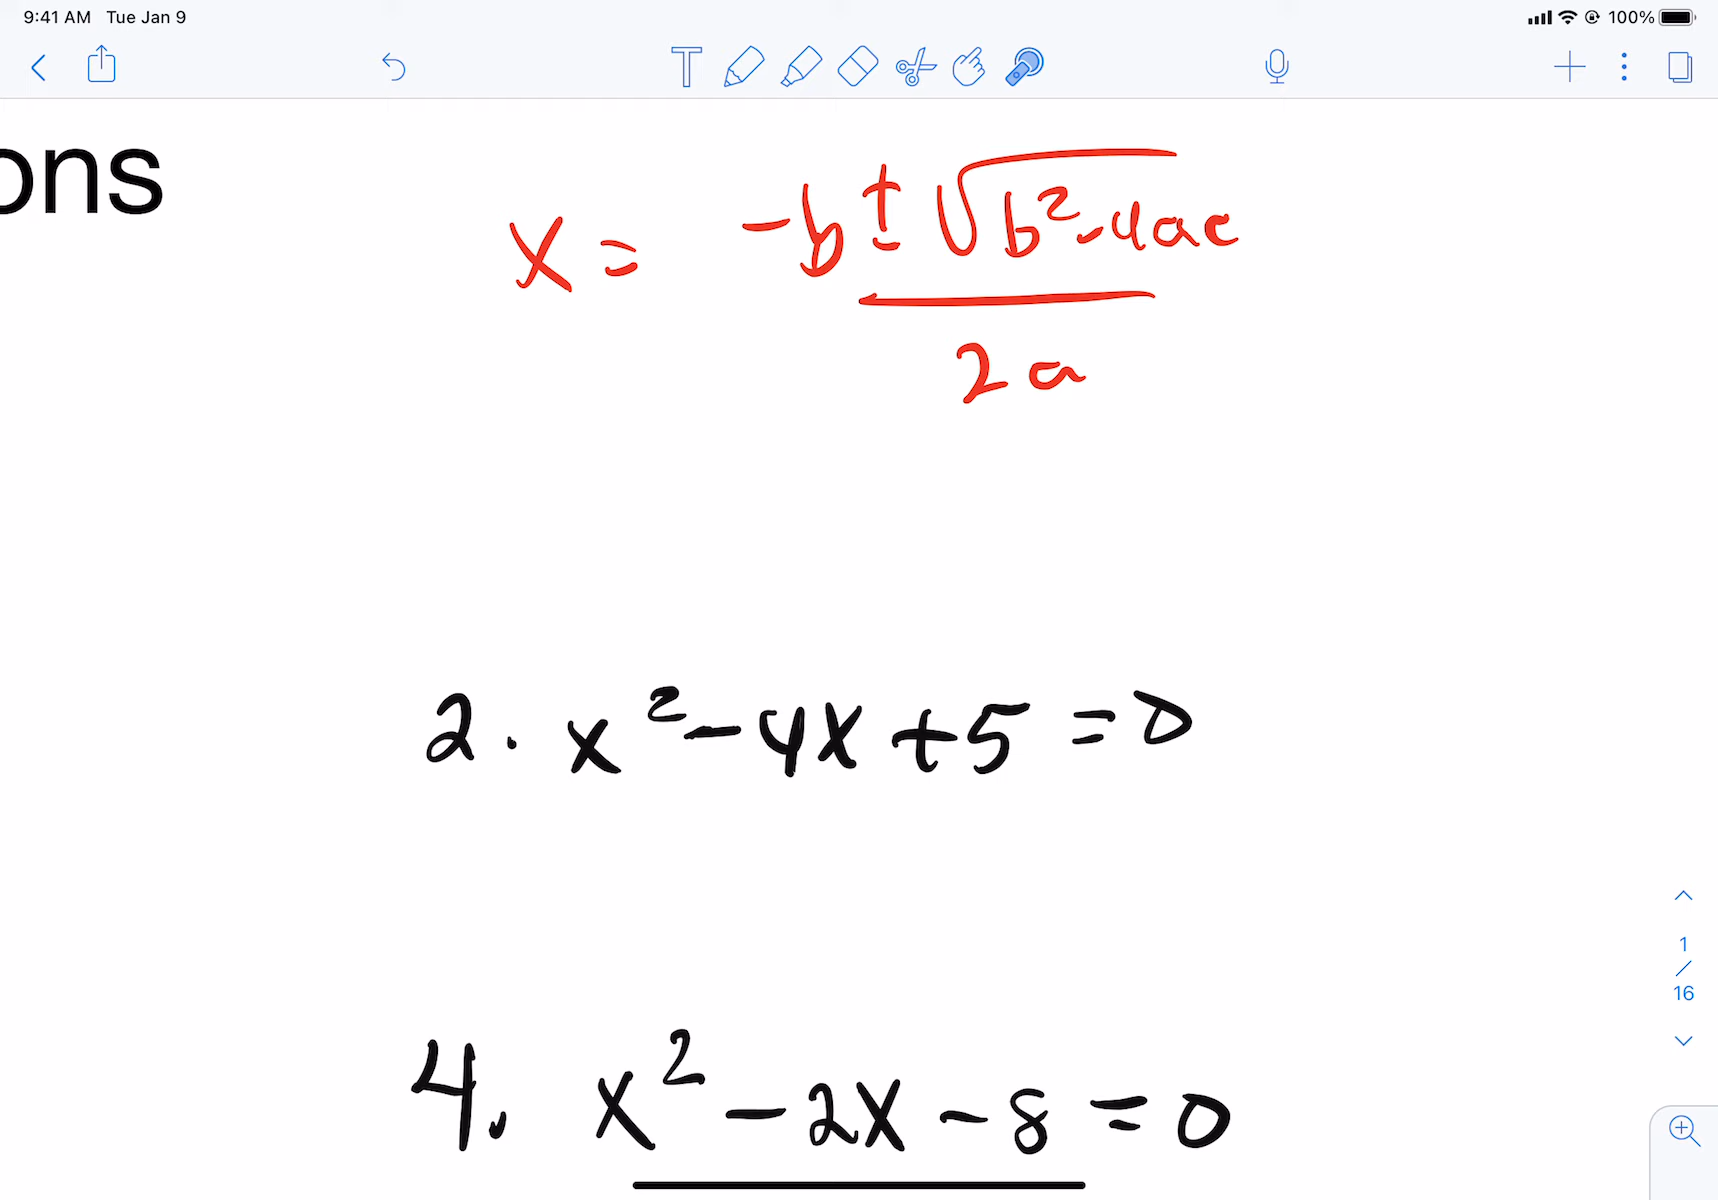 9:41 AM Tue Jan 9 100%
T
ons
x = -b ± √b²-4ac
2a
2. x² - 4x + 5 = 0
1
/
16
4. x² - 2x - 8 = 0